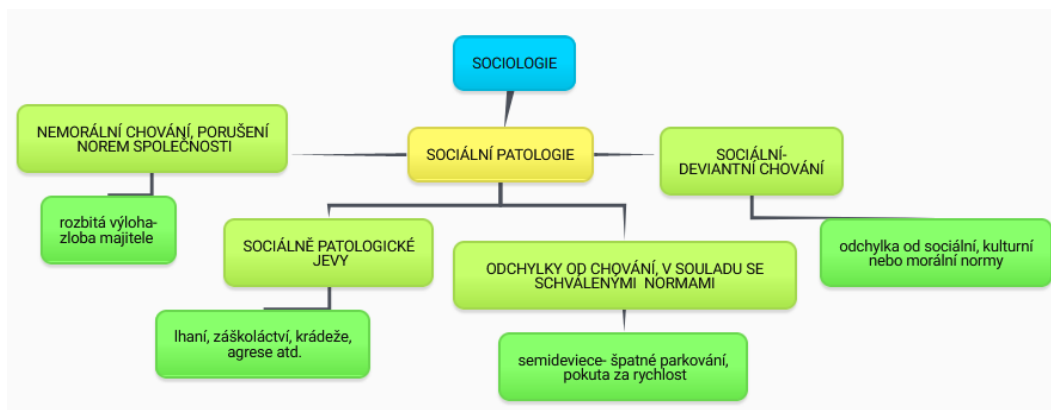 SOCIOLOGIE
NEMORÁLNÍ CHOVÁNÍ, PORUŠENÍ
NOREM SPOLEČNOSTI
SOCIÁLNÍ PATOLOGIE
SOCIÁLNÍ-
DEVIANTNÍ CHOVÁNÍ
rozbitá výloha-
zloba majitele
SOCIÁLNĚ PATOLOGICKÉ
JEVY
ODCHYLKY OD CHOVÁNÍ, V SOULADU SE
SCHVÁLENÝMI NORMAMI
odchylka od sociální, kulturní
nebo morální normy
lhaní, záškoláctví, krádeže,
agrese atd.
semideviece- špatné parkování,
pokuta za rychlost